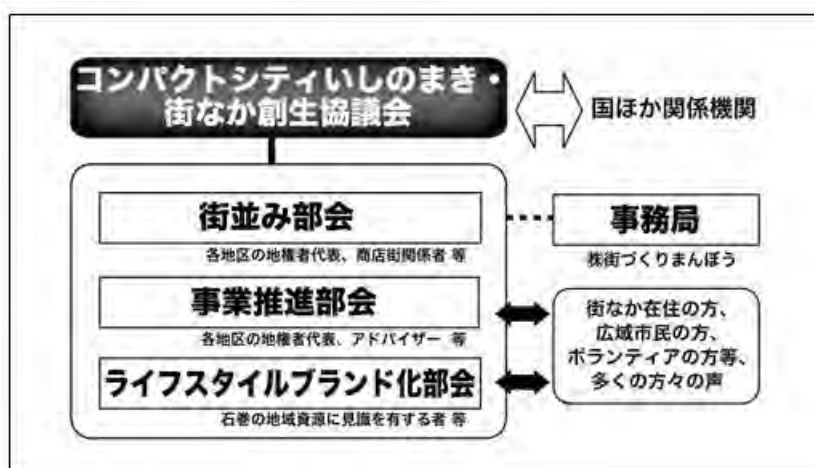 コンパクトシティいしのまき・
街なか創生協議会
国ほか関係機関
街並み部会
各地区の地権者代表、商店街関係者 等
事務局
㈱街づくりまんぼう
事業推進部会
各地区の地権者代表、アドバイザー 等
ライフスタイルブランド化部会
石巻の地域資源に見識を有する者 等
街なか在住の方、
広域市民の方、
ボランティアの方等、
多くの方々の声